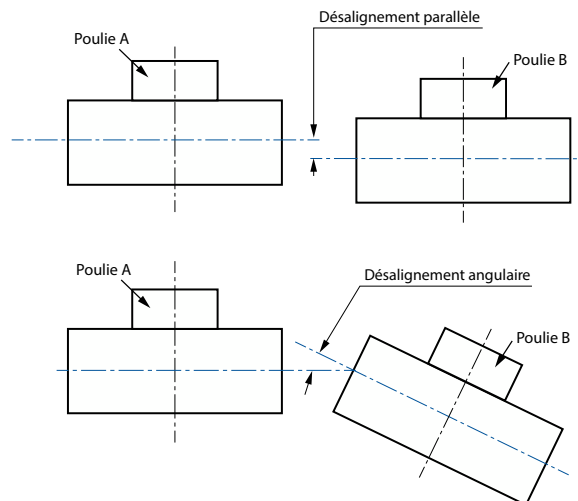 Désalignement parallèle
Poulie A
Poulie B
Poulie A
Désalignement angulaire
Poulie B